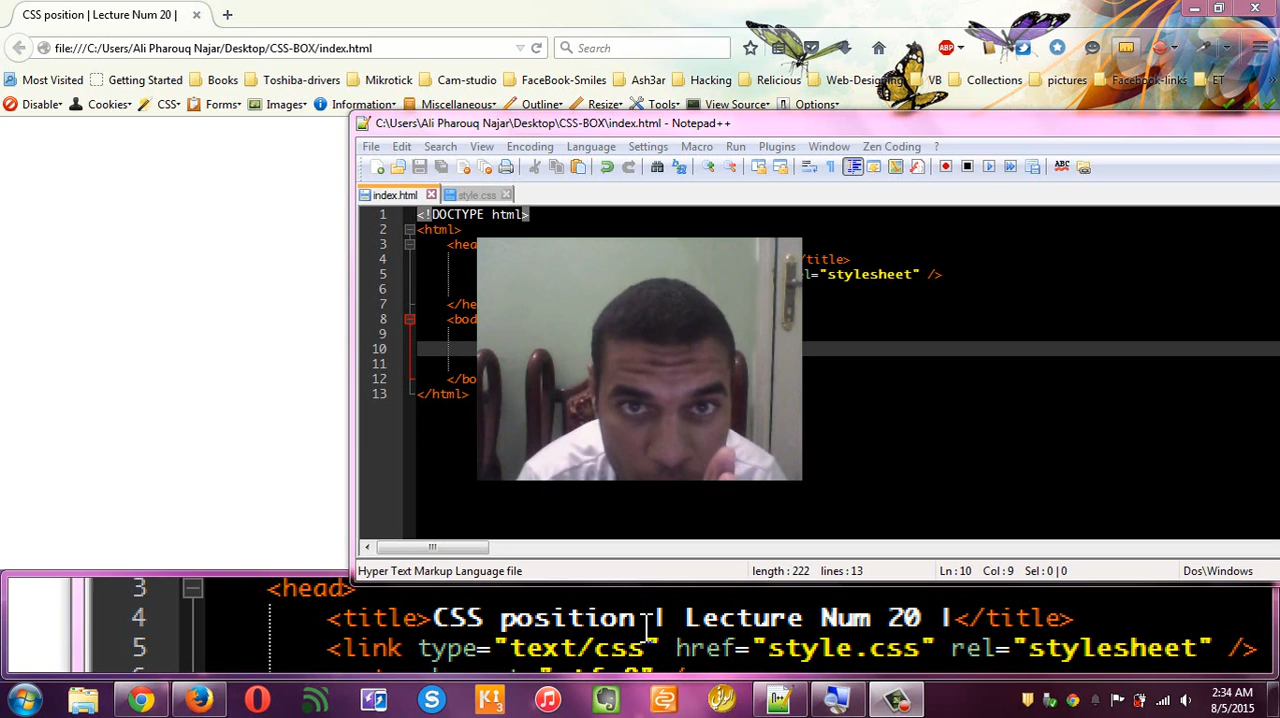 CSS position | Lecture Num 20 |
file:///C:/Users/Ali Pharouq Najar/Desktop/CSS-BOX/index.html
Search
ABP
Most Visited Getting Started Books Toshiba-drivers Mikrotick Cam-studio FaceBook-Smiles Ash3ar Hacking Relicious Web-Designing VB Collections pictures Facebook-links ET
Disable Cookies CSS Forms Images Information Miscellaneous Outline Resize Tools View Source Options
C:\Users\Ali Pharouq Najar\Desktop\CSS-BOX\index.html - Notepad++
File Edit Search View Encoding Language Settings Macro Run Plugins Window Zen Coding ?
ABC
index.html style.css
1 <!DOCTYPE html>
2 <html>
3 <hea
4 /title>
5 ="stylesheet" />
6
7 </he
8 <bod
9
10
11
12 </bo
13 </html>
Hyper Text Markup Language file length : 222 lines : 13 Ln : 10 Col : 9 Sel : 0 | 0 Dos\Windows
3 <head>
4 <title>CSS position | Lecture Num 20 |</title>
5 <link type="text/css" href="style.css" rel="stylesheet" />
2:34 AM
8/5/2015